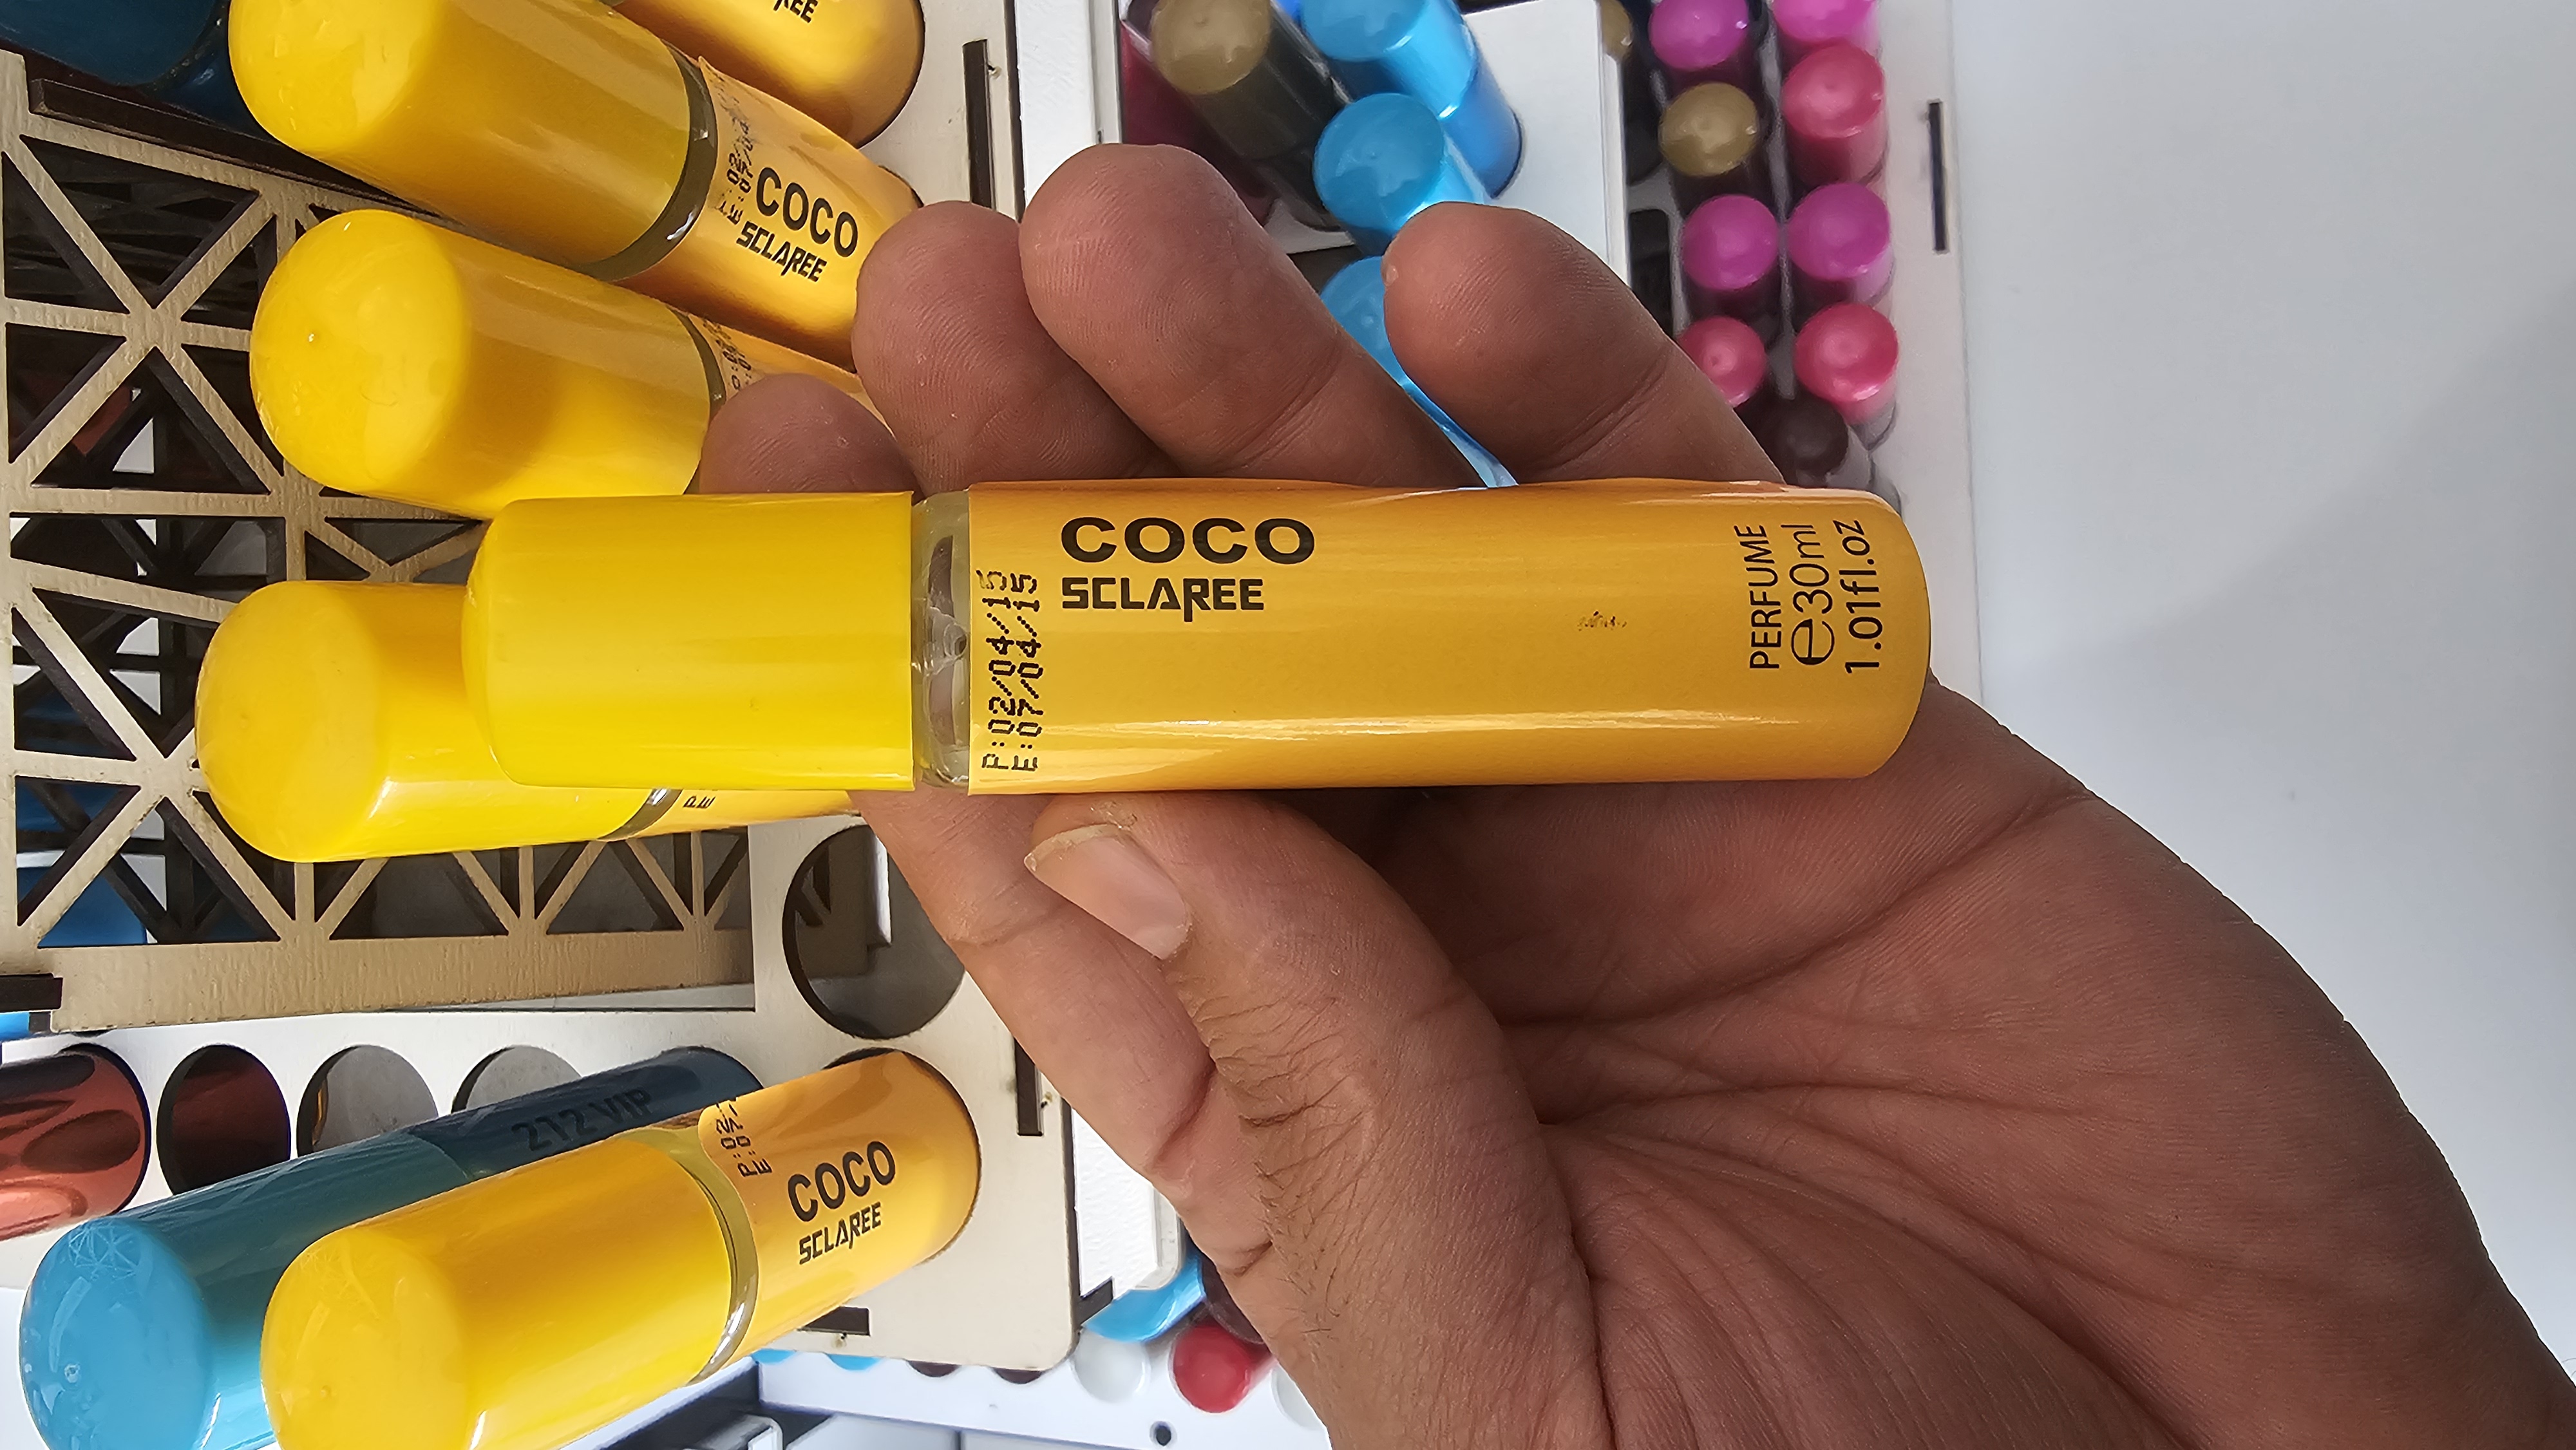 COCO
SCLAREE
P:02/04/15
E:07/04/15
PERFUME
e30ml
1.01fl.oz
COCO
SCLAREE
COCO
SCLAREE
212 VIP